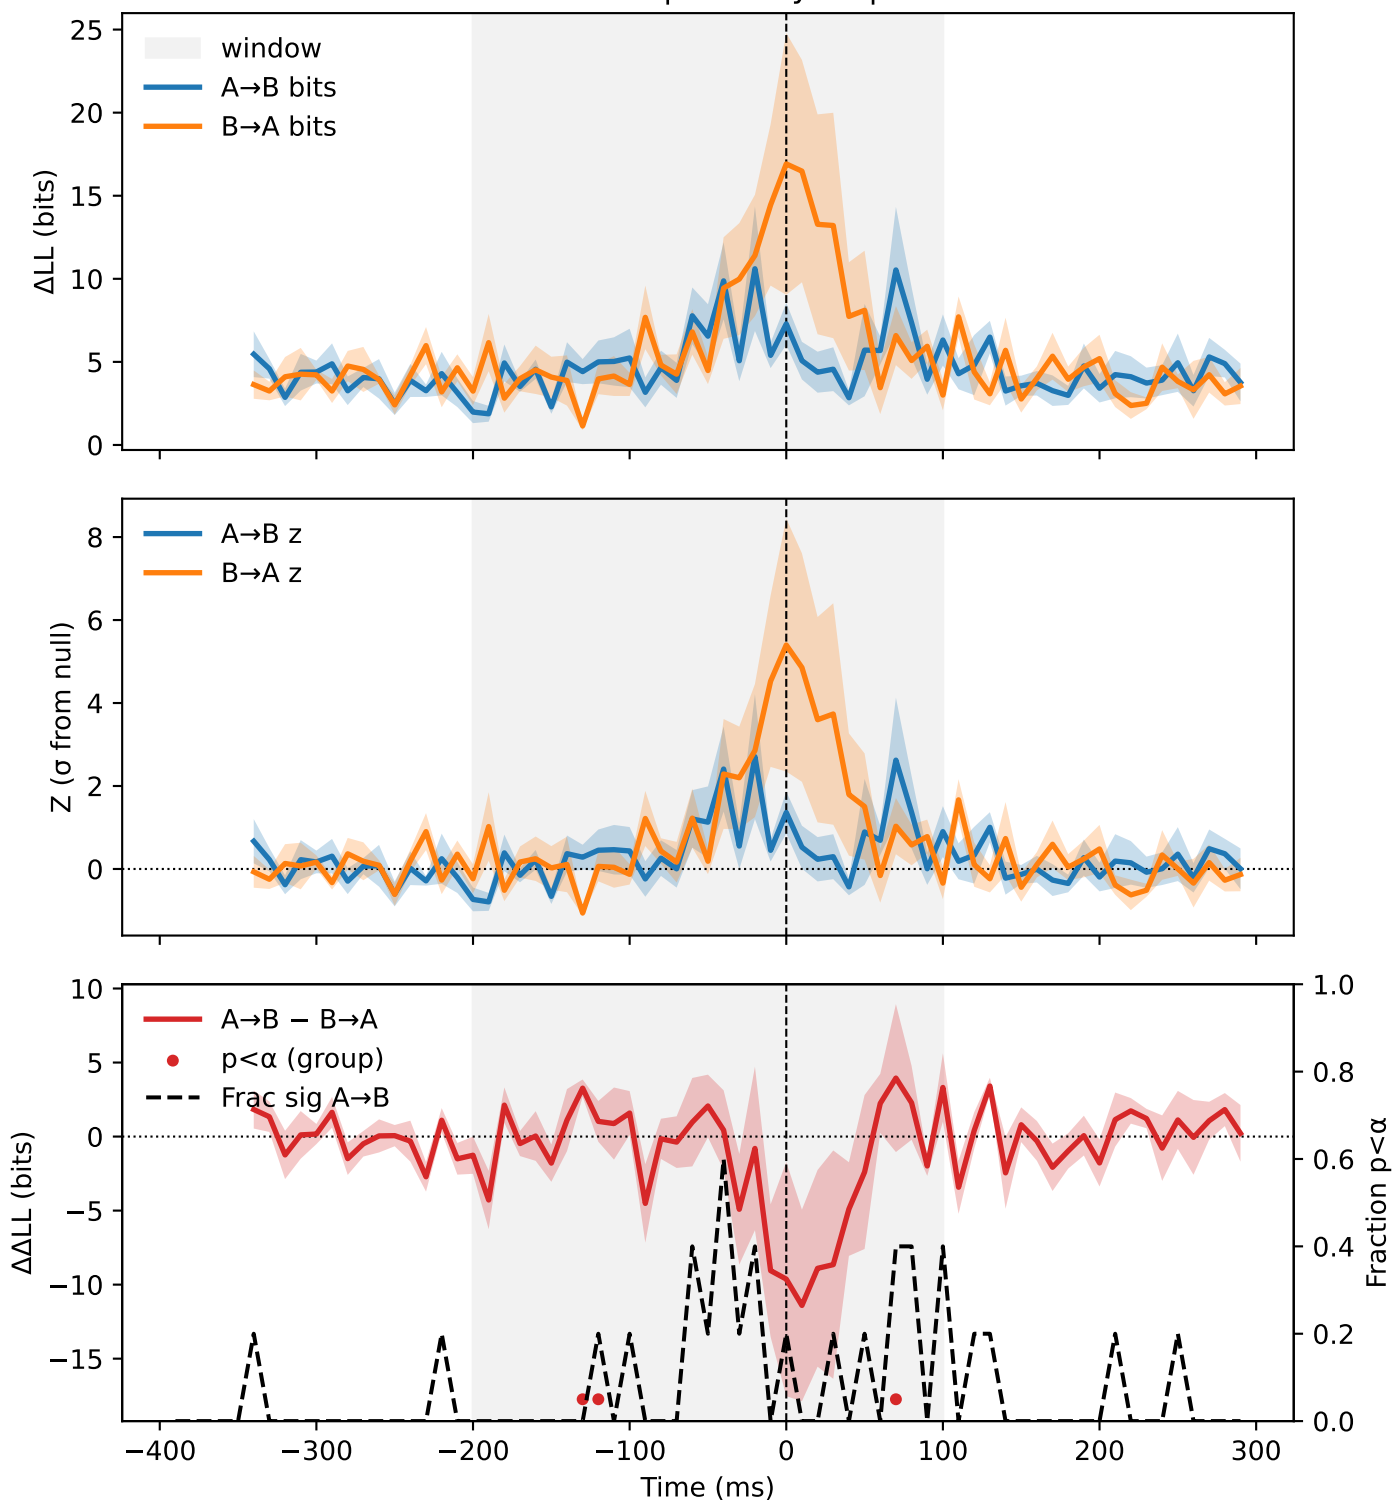 25
20
15
10
5
0
ΔLL (bits)
window
A→B bits
B→A bits
8
6
4
2
0
Z (σ from null)
A→B z
B→A z
10
5
0
−5
−10
−15
ΔΔLL (bits)
A→B − B→A
p<α (group)
Frac sig A→B
1.0
0.8
0.6
0.4
0.2
0.0
Fraction p<α
−400 −300 −200 −100 0 100 200 300
Time (ms)